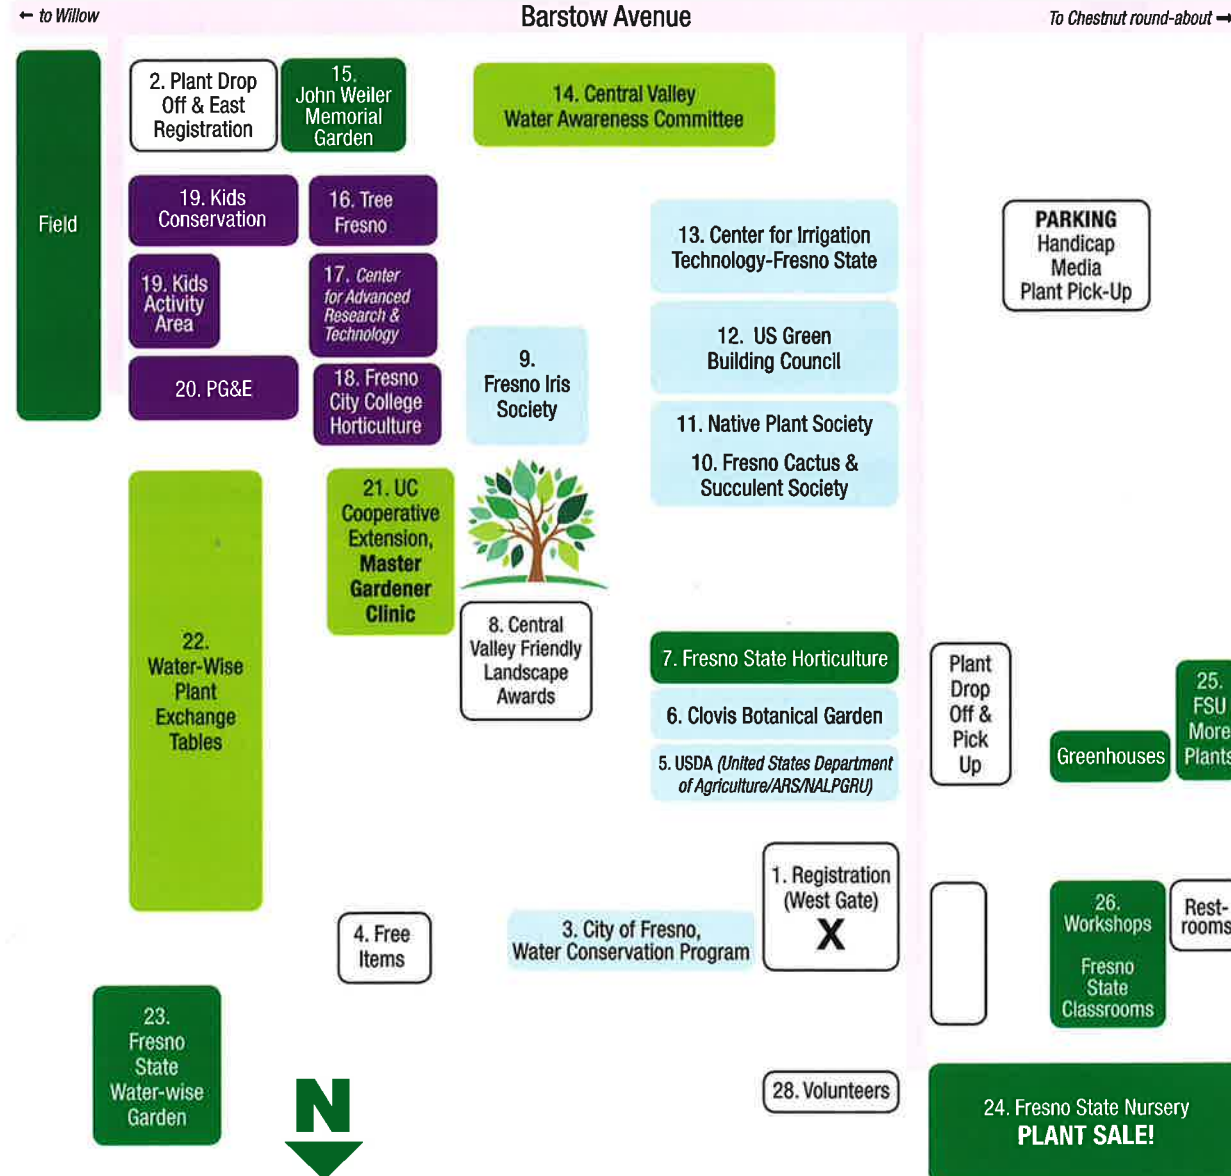 ← to Willow
Barstow Avenue
To Chestnut round-about →
Field
2. Plant Drop
Off & East
Registration
15.
John Weiler
Memorial
Garden
14. Central Valley
Water Awareness Committee
19. Kids
Conservation
16. Tree
Fresno
13. Center for Irrigation
Technology-Fresno State
PARKING
Handicap
Media
Plant Pick-Up
19. Kids
Activity
Area
17. Center
for Advanced
Research &
Technology
12. US Green
Building Council
20. PG&E
18. Fresno
City College
Horticulture
9.
Fresno Iris
Society
11. Native Plant Society
10. Fresno Cactus &
Succulent Society
21. UC
Cooperative
Extension,
Master
Gardener
Clinic
22.
Water-Wise
Plant
Exchange
Tables
8. Central
Valley Friendly
Landscape
Awards
7. Fresno State Horticulture
6. Clovis Botanical Garden
5. USDA (United States Department
of Agriculture/ARS/NALPGRU)
Plant
Drop
Off &
Pick
Up
Greenhouses
25.
FSU
More
Plants
1. Registration
(West Gate)
X
3. City of Fresno,
Water Conservation Program
4. Free
Items
26.
Workshops
Fresno
State
Classrooms
Rest-
rooms
23.
Fresno
State
Water-wise
Garden
N
28. Volunteers
24. Fresno State Nursery
PLANT SALE!